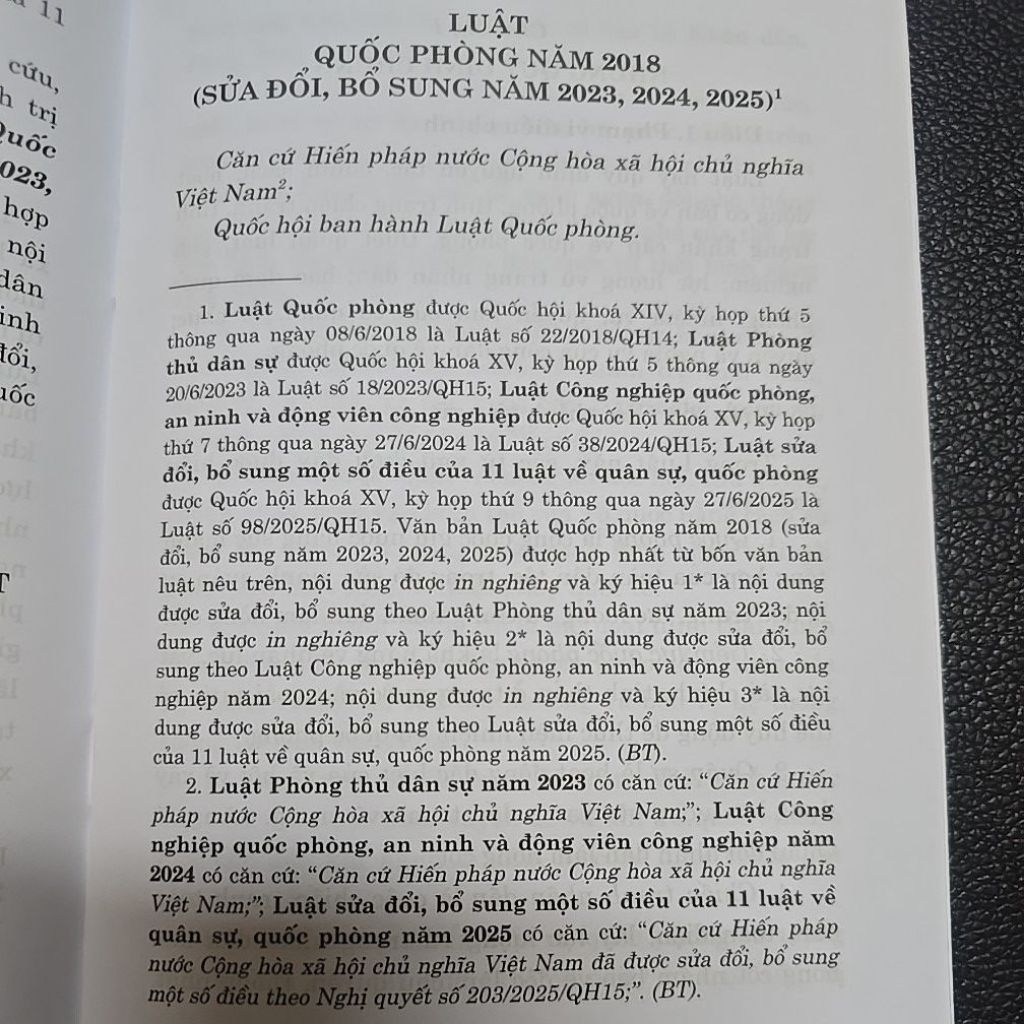 11
cứu,
trị
Quốc
2023,
hợp
nội
dân
đổi,
LUẬT
QUỐC PHÒNG NĂM 2018
(SỬA ĐỔI, BỔ SUNG NĂM 2023, 2024, 2025)¹
Căn cứ Hiến pháp nước Cộng hòa xã hội chủ nghĩa
Việt Nam²;
Quốc hội ban hành Luật Quốc phòng.
1. Luật Quốc phòng được Quốc hội khoá XIV, kỳ họp thứ 5
thông qua ngày 08/6/2018 là Luật số 22/2018/QH14; Luật Phòng
thủ dân sự được Quốc hội khoá XV, kỳ họp thứ 5 thông qua ngày
20/6/2023 là Luật số 18/2023/QH15; Luật Công nghiệp quốc phòng,
an ninh và động viên công nghiệp được Quốc hội khoá XV, kỳ họp
thứ 7 thông qua ngày 27/6/2024 là Luật số 38/2024/QH15; Luật sửa
đổi, bổ sung một số điều của 11 luật về quân sự, quốc phòng
được Quốc hội khoá XV, kỳ họp thứ 9 thông qua ngày 27/6/2025 là
Luật số 98/2025/QH15. Văn bản Luật Quốc phòng năm 2018 (sửa
đổi, bổ sung năm 2023, 2024, 2025) được hợp nhất từ bốn văn bản
luật nêu trên, nội dung được in nghiêng và ký hiệu 1* là nội dung
được sửa đổi, bổ sung theo Luật Phòng thủ dân sự năm 2023; nội
dung được in nghiêng và ký hiệu 2* là nội dung được sửa đổi, bổ
sung theo Luật Công nghiệp quốc phòng, an ninh và động viên công
nghiệp năm 2024; nội dung được in nghiêng và ký hiệu 3* là nội
dung được sửa đổi, bổ sung theo Luật sửa đổi, bổ sung một số điều
của 11 luật về quân sự, quốc phòng năm 2025. (BT).
2. Luật Phòng thủ dân sự năm 2023 có căn cứ: “Căn cứ Hiến
pháp nước Cộng hòa xã hội chủ nghĩa Việt Nam;”; Luật Công
nghiệp quốc phòng, an ninh và động viên công nghiệp năm
2024 có căn cứ: “Căn cứ Hiến pháp nước Cộng hòa xã hội chủ nghĩa
Việt Nam;”; Luật sửa đổi, bổ sung một số điều của 11 luật về
quân sự, quốc phòng năm 2025 có căn cứ: “Căn cứ Hiến pháp
nước Cộng hòa xã hội chủ nghĩa Việt Nam đã được sửa đổi, bổ sung
một số điều theo Nghị quyết số 203/2025/QH15;”. (BT).